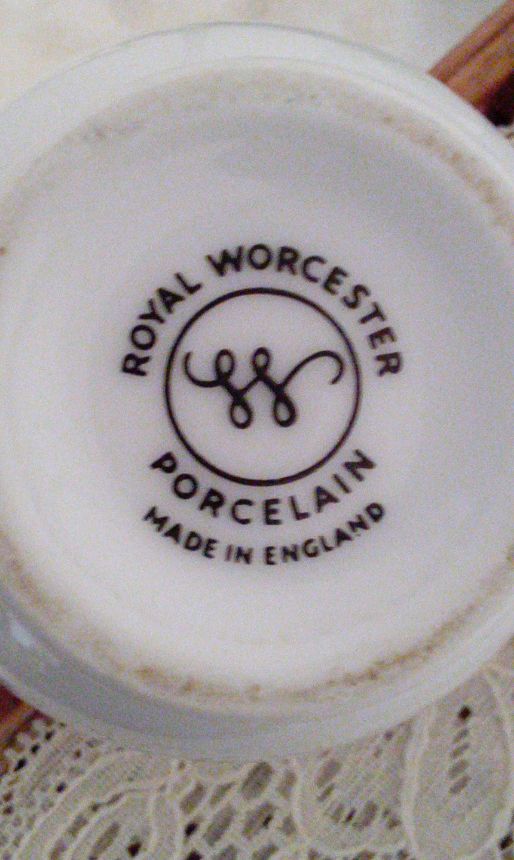 ROYAL WORCESTER
W
PORCELAIN
MADE IN ENGLAND